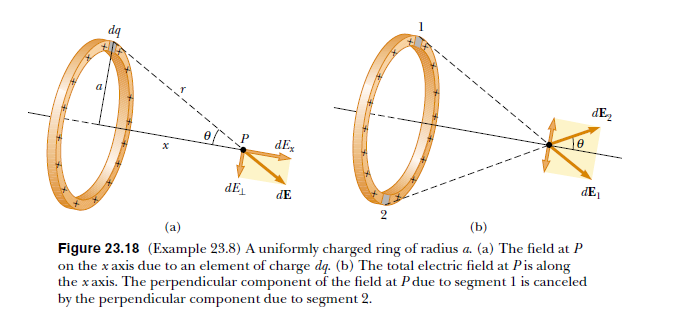 dq
a
r
x
θ
P
dEx
dE⊥
dE
(a)
1
2
dE2
θ
dE1
(b)
Figure 23.18 (Example 23.8) A uniformly charged ring of radius a. (a) The field at P
on the x axis due to an element of charge dq. (b) The total electric field at P is along
the x axis. The perpendicular component of the field at P due to segment 1 is canceled
by the perpendicular component due to segment 2.